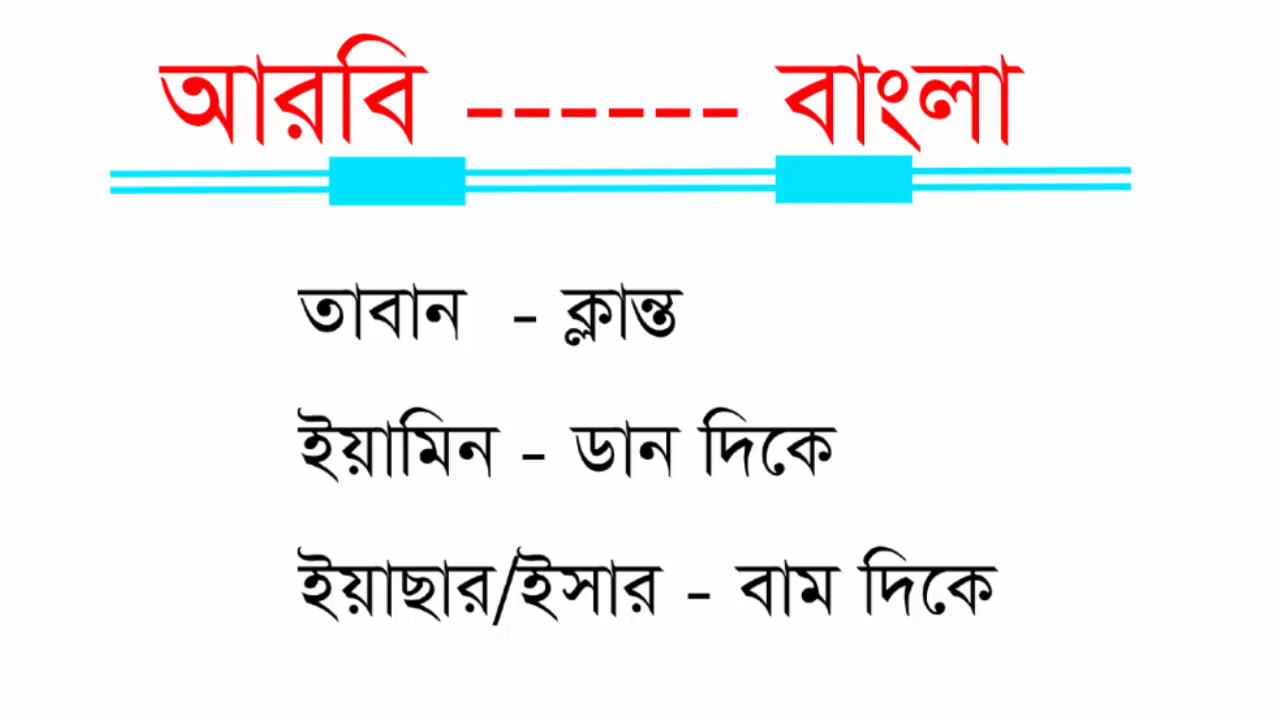 আরবি ------ বাংলা
তাবান - ক্লান্ত
ইয়ামিন - ডান দিকে
ইয়াছার/ইসার - বাম দিকে